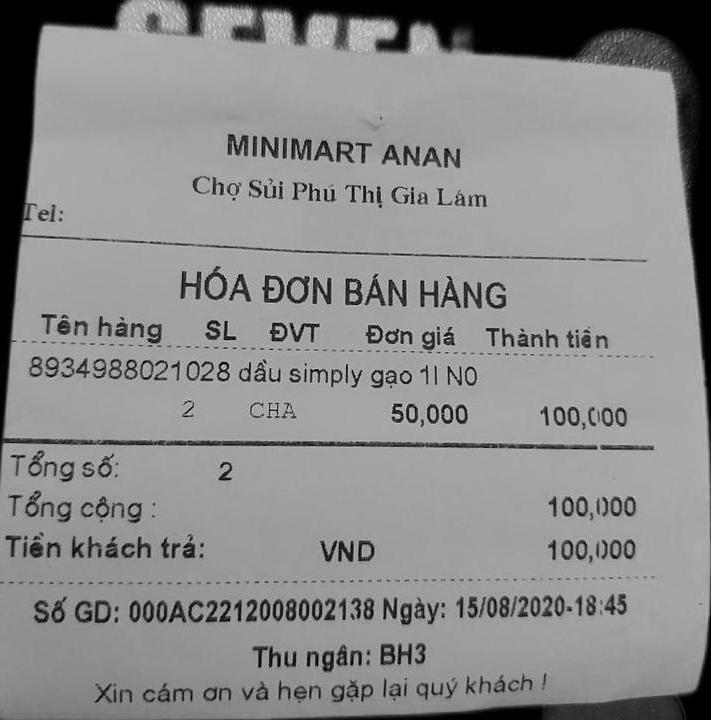 MINIMART ANAN
Chợ Sủi Phú Thị Gia Lâm
Tel:
HÓA ĐƠN BÁN HÀNG
Tên hàng SL ĐVT Đơn giá Thành tiền
8934988021028 dầu simply gạo 1l N0
2 CHA 50,000 100,000
Tổng số: 2
Tổng cộng : 100,000
Tiền khách trả: VND 100,000
Số GD: 000AC2212008002138 Ngày: 15/08/2020-18:45
Thu ngân: BH3
Xin cám ơn và hẹn gặp lại quý khách !